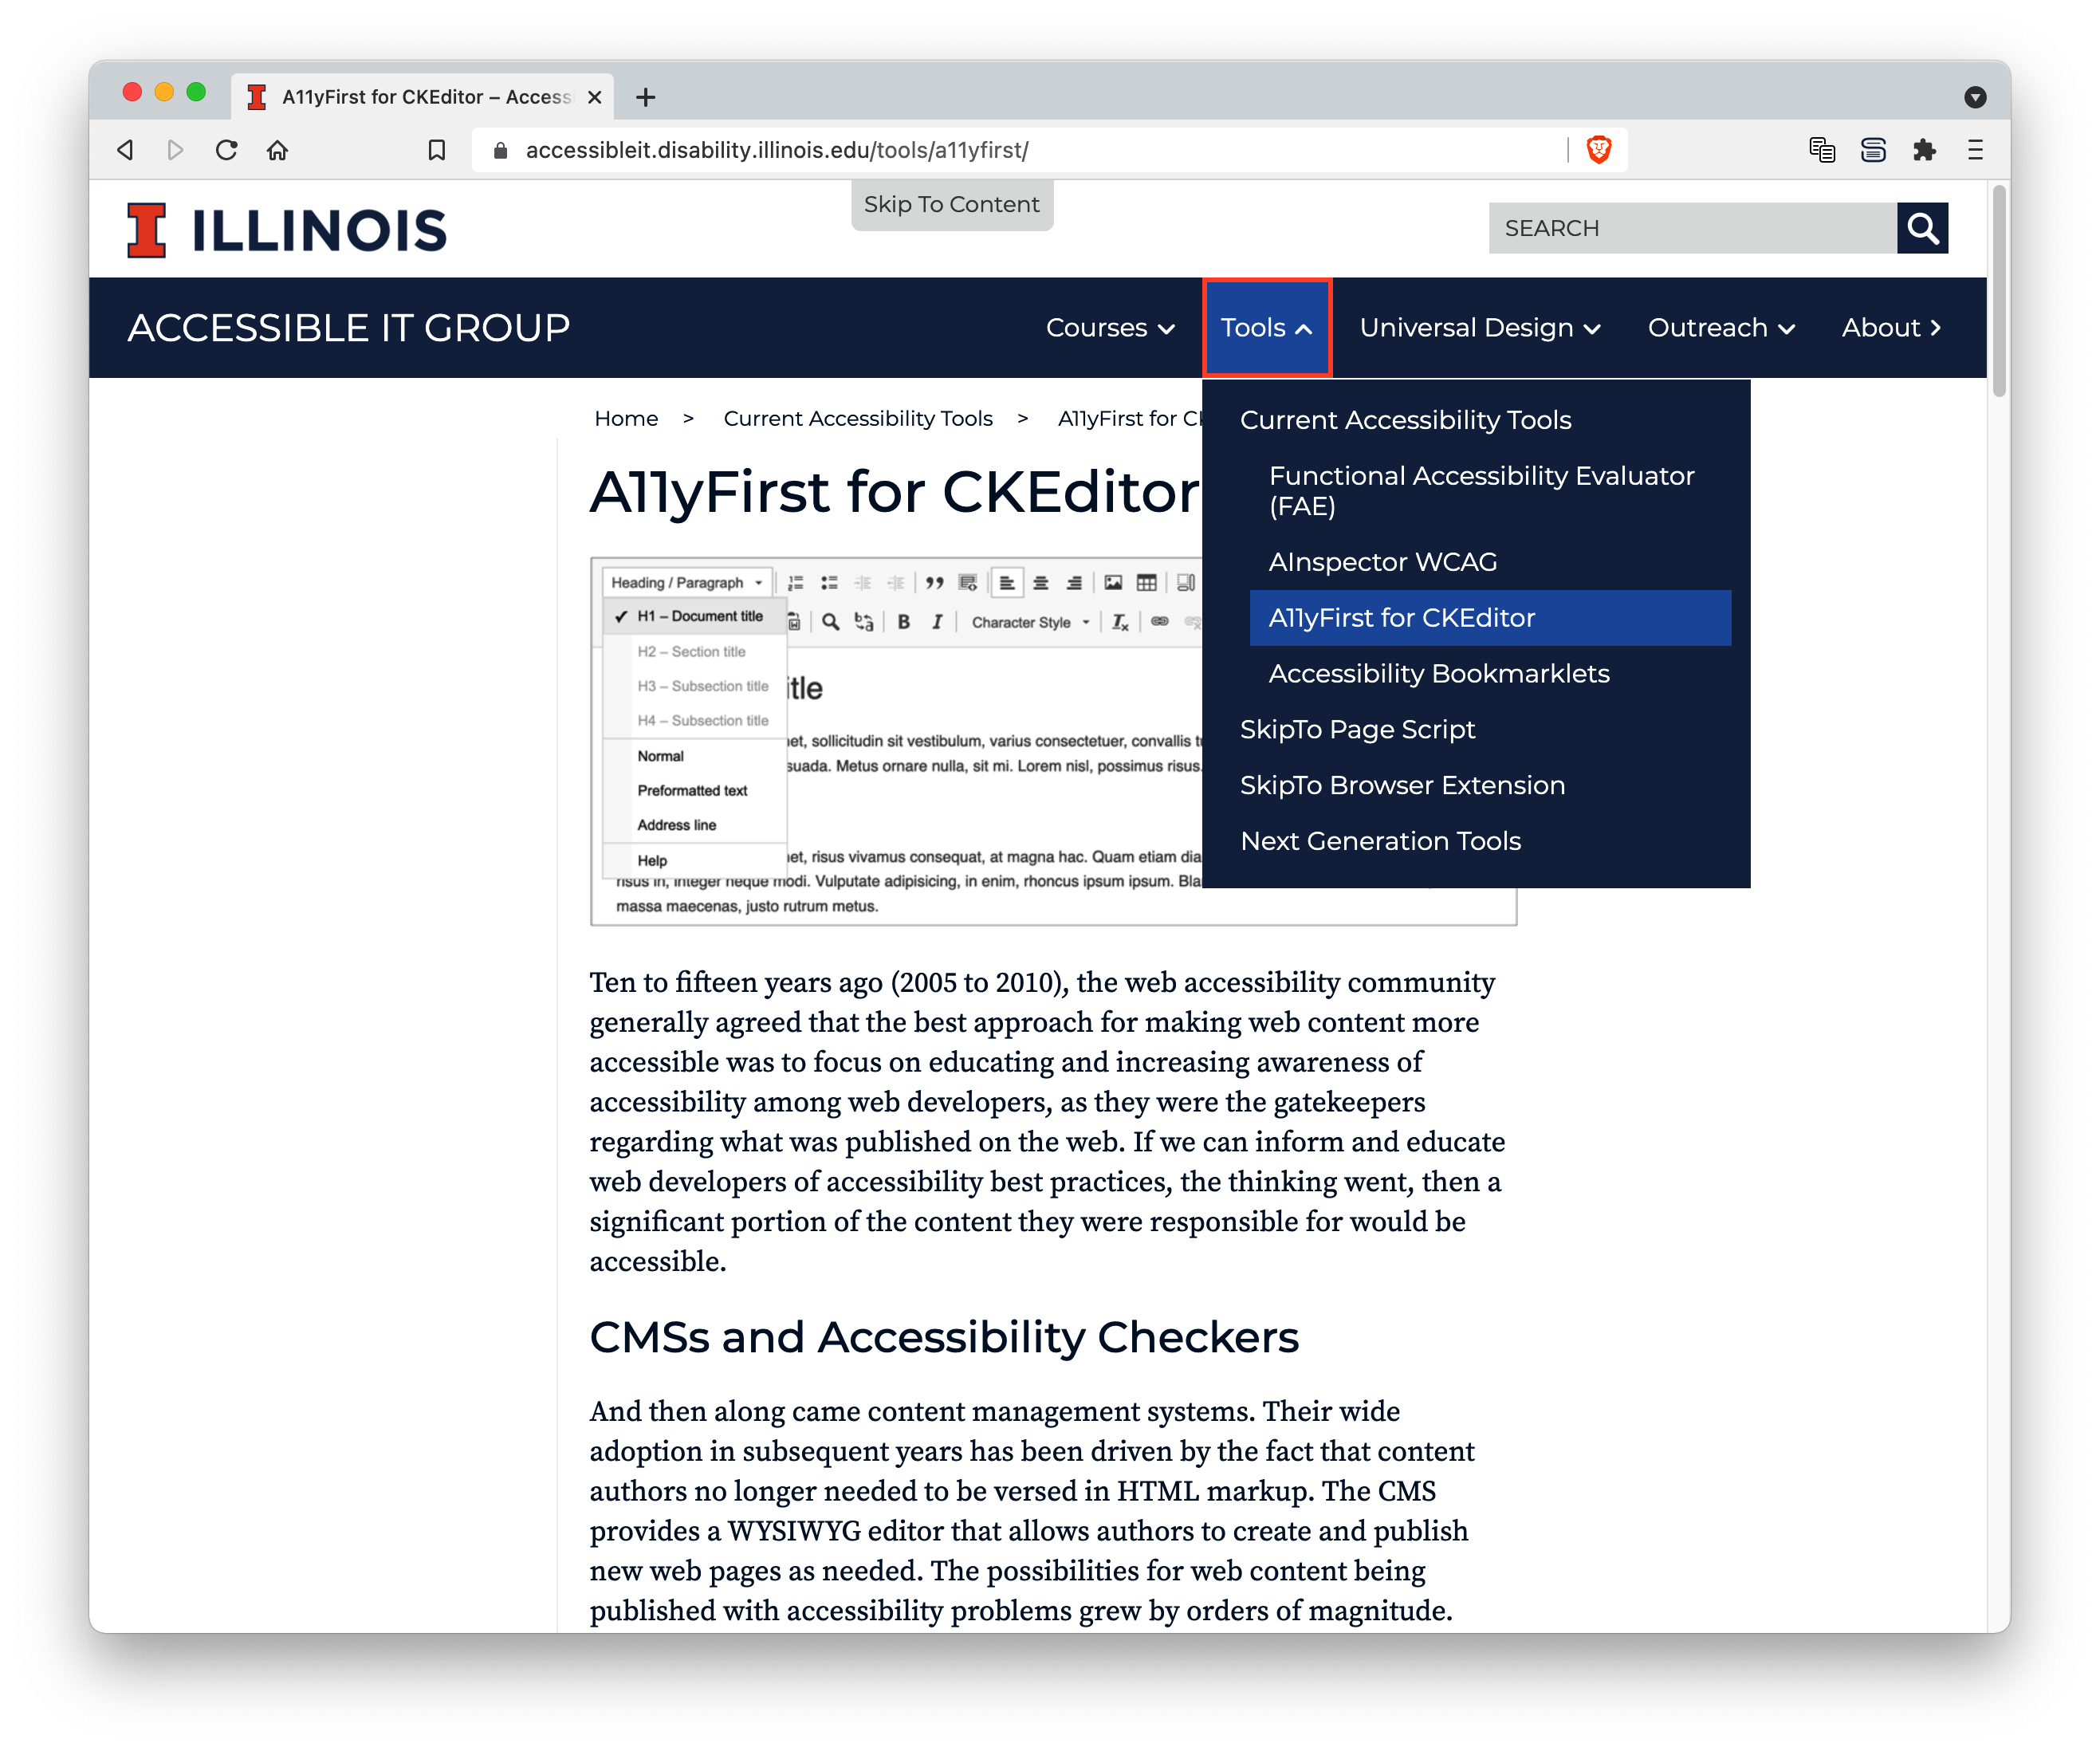 A11yFirst for CKEditor – Access
accessibleit.disability.illinois.edu/tools/a11yfirst/
ILLINOIS
Skip To Content
SEARCH
ACCESSIBLE IT GROUP
Courses
Tools
Universal Design
Outreach
About
Home > Current Accessibility Tools > A11yFirst for CK
Current Accessibility Tools
Functional Accessibility Evaluator
(FAE)
AInspector WCAG
A11yFirst for CKEditor
Accessibility Bookmarklets
SkipTo Page Script
SkipTo Browser Extension
Next Generation Tools
A11yFirst for CKEditor
Heading / Paragraph
Character Style
H1 – Document title
H2 – Section title
H3 – Subsection title
H4 – Subsection title
Normal
Preformatted text
Address line
Help
itle
et, sollicitudin sit vestibulum, varius consectetuer, convallis
suada. Metus ornare nulla, sit mi. Lorem nisl, possimus risus.
et, risus vivamus consequat, at magna hac. Quam etiam dia
risus in, integer neque modi. Vulputate adipisicing, in enim, rhoncus ipsum ipsum. Bla
massa maecenas, justo rutrum metus.
Ten to fifteen years ago (2005 to 2010), the web accessibility community
generally agreed that the best approach for making web content more
accessible was to focus on educating and increasing awareness of
accessibility among web developers, as they were the gatekeepers
regarding what was published on the web. If we can inform and educate
web developers of accessibility best practices, the thinking went, then a
significant portion of the content they were responsible for would be
accessible.
CMSs and Accessibility Checkers
And then along came content management systems. Their wide
adoption in subsequent years has been driven by the fact that content
authors no longer needed to be versed in HTML markup. The CMS
provides a WYSIWYG editor that allows authors to create and publish
new web pages as needed. The possibilities for web content being
published with accessibility problems grew by orders of magnitude.